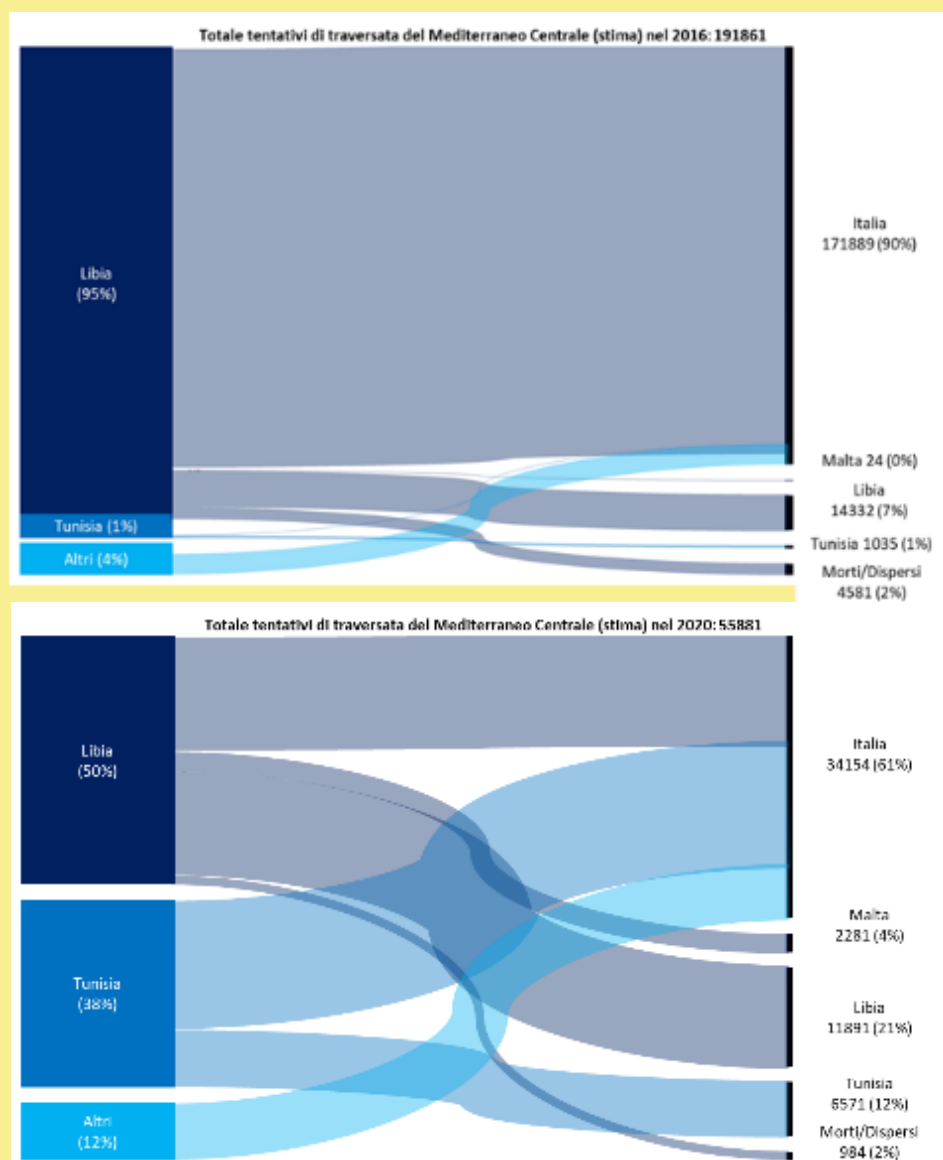 Totale tentativi di traversata del Mediterraneo Centrale (stima) nel 2016: 191861
Libia
(95%)
Tunisia (1%)
Altri (4%)
Italia
171889 (90%)
Malta 24 (0%)
Libia
14332 (7%)
Tunisia 1035 (1%)
Morti/Dispersi
4581 (2%)
Totale tentativi di traversata del Mediterraneo Centrale (stima) nel 2020: 55881
Libia
(50%)
Tunisia
(38%)
Altri
(12%)
Italia
34154 (61%)
Malta
2281 (4%)
Libia
11891 (21%)
Tunisia
6571 (12%)
Morti/Dispersi
984 (2%)